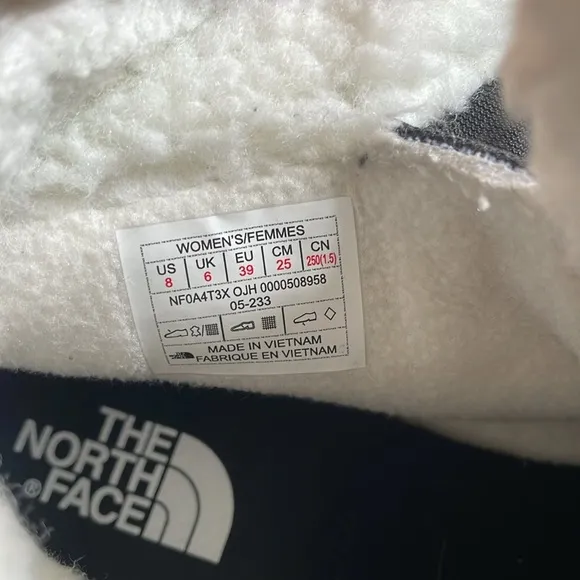 WOMEN'S/FEMMES
US UK EU CM CN
8 6 39 25 250(1.5)
NF0A4T3X OJH 0000508958
05-233
MADE IN VIETNAM
FABRIQUE EN VIETNAM
THE
NORTH
FACE
®